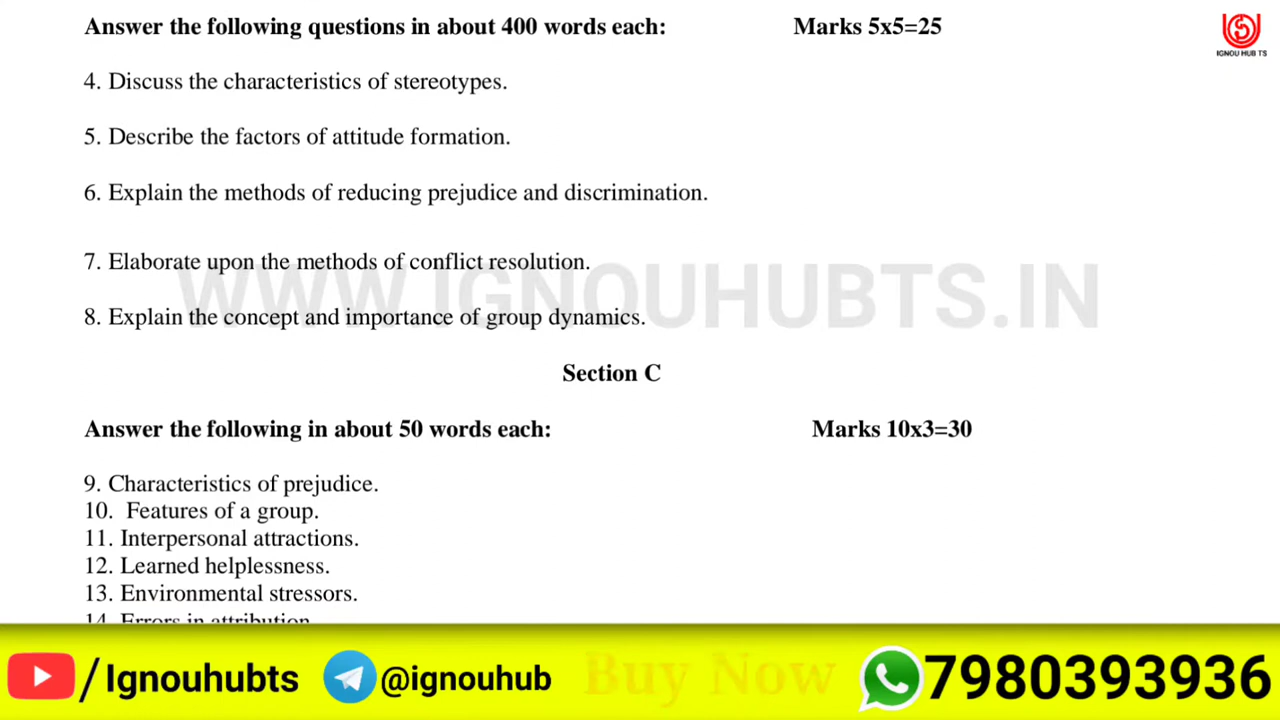 Answer the following questions in about 400 words each: Marks 5x5=25
IGNOU HUB TS
4. Discuss the characteristics of stereotypes.
5. Describe the factors of attitude formation.
6. Explain the methods of reducing prejudice and discrimination.
7. Elaborate upon the methods of conflict resolution.
WWW.IGNOUHUBTS.IN
8. Explain the concept and importance of group dynamics.
Section C
Answer the following in about 50 words each: Marks 10x3=30
9. Characteristics of prejudice.
10. Features of a group.
11. Interpersonal attractions.
12. Learned helplessness.
13. Environmental stressors.
14. Errors in attribution
/Ignouhubts @ignouhub Buy Now 7980393936